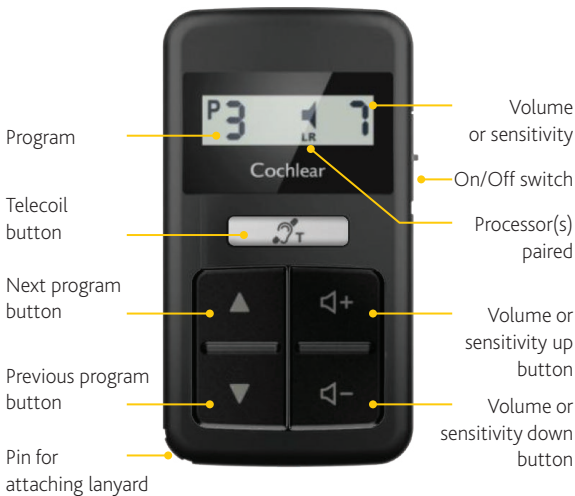 P3 7
LR
Cochlear
T
+
−
Program
Telecoil
button
Next program
button
Previous program
button
Pin for
attaching lanyard
Volume
or sensitivity
On/Off switch
Processor(s)
paired
Volume or
sensitivity up
button
Volume or
sensitivity down
button